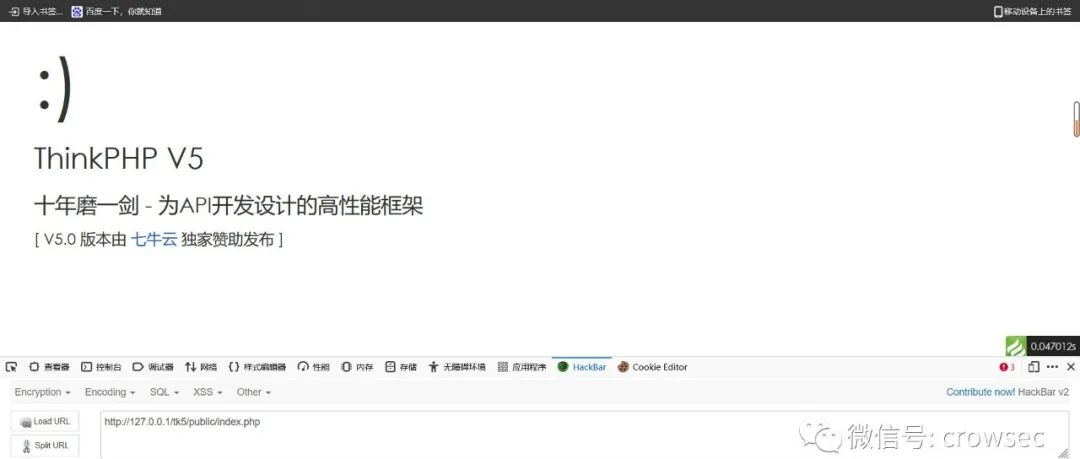 导入书签... 百度一下，你就知道 移动设备上的书签
:)
ThinkPHP V5
十年磨一剑 - 为API开发设计的高性能框架
[ V5.0 版本由 七牛云 独家赞助发布 ]
0.047012s
查看器 控制台 调试器 网络 样式编辑器 性能 内存 存储 无障碍环境 应用程序 HackBar Cookie Editor 3
Encryption Encoding SQL XSS Other Contribute now! HackBar v2
Load URL http://127.0.0.1/tk5/public/index.php
Split URL
微信号: crowsec